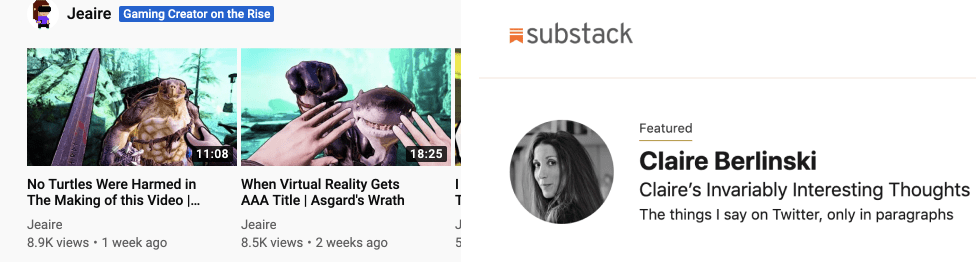 Jeaire Gaming Creator on the Rise
11:08
18:25
No Turtles Were Harmed in
The Making of this Video |...
Jeaire
8.9K views • 1 week ago
When Virtual Reality Gets
AAA Title | Asgard's Wrath
Jeaire
8.5K views • 2 weeks ago
I
T
J
5
substack
Featured
Claire Berlinski
Claire's Invariably Interesting Thoughts
The things I say on Twitter, only in paragraphs